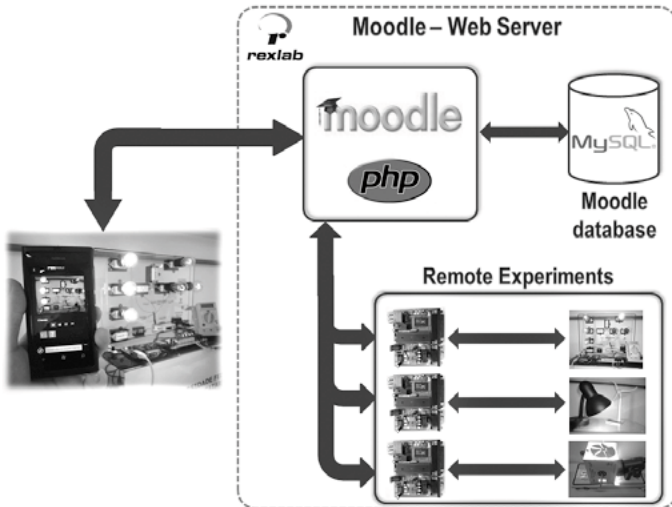 rexlab
Moodle – Web Server
moodle
php
MySQL®
Moodle
database
Remote Experiments